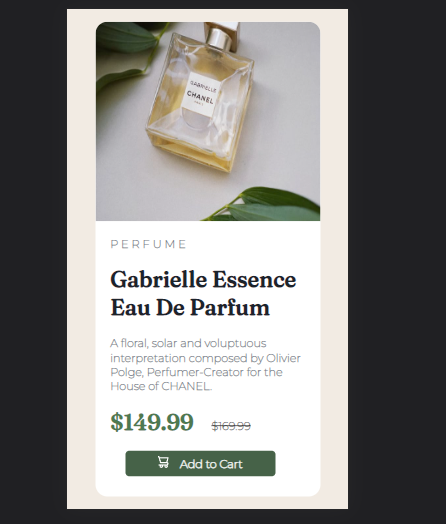 GABRIELLE
CHANEL
PERFUME
Gabrielle Essence
Eau De Parfum
A floral, solar and voluptuous
interpretation composed by Olivier
Polge, Perfumer-Creator for the
House of CHANEL.
$149.99 $169.99
Add to Cart